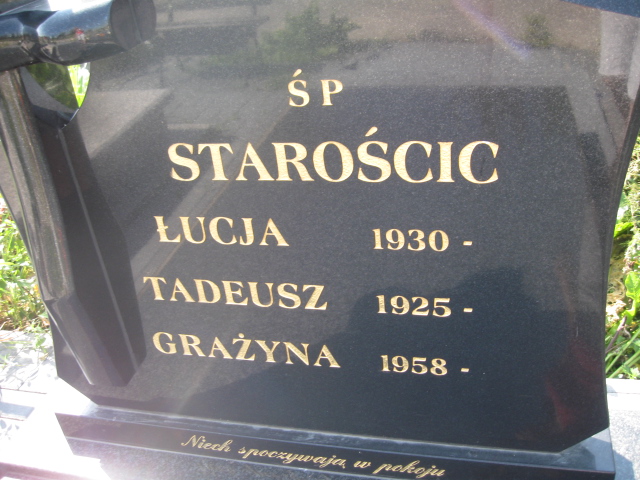 ŚP
STAROŚCIC
ŁUCJA 1930 -
TADEUSZ 1925 -
GRAŻYNA 1958 -
Niech spoczywają w pokoju